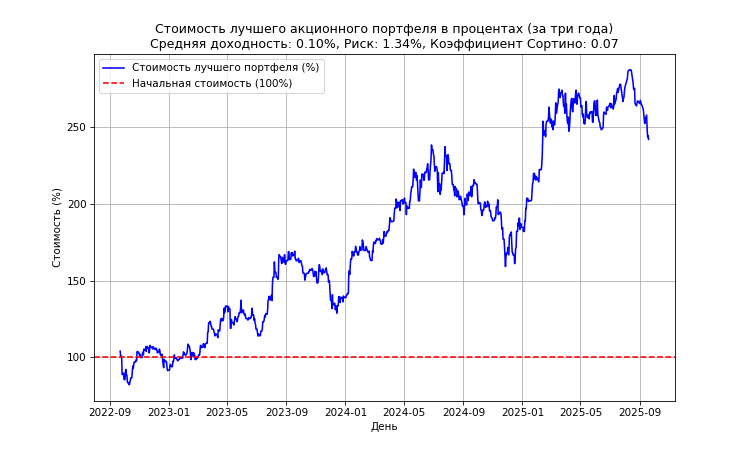 Стоимость лучшего акционного портфеля в процентах (за три года)
Средняя доходность: 0.10%, Риск: 1.34%, Коэффициент Сортино: 0.07
Стоимость лучшего портфеля (%)
Начальная стоимость (100%)
Стоимость (%)
250
200
150
100
2022-09 2023-01 2023-05 2023-09 2024-01 2024-05 2024-09 2025-01 2025-05 2025-09
День